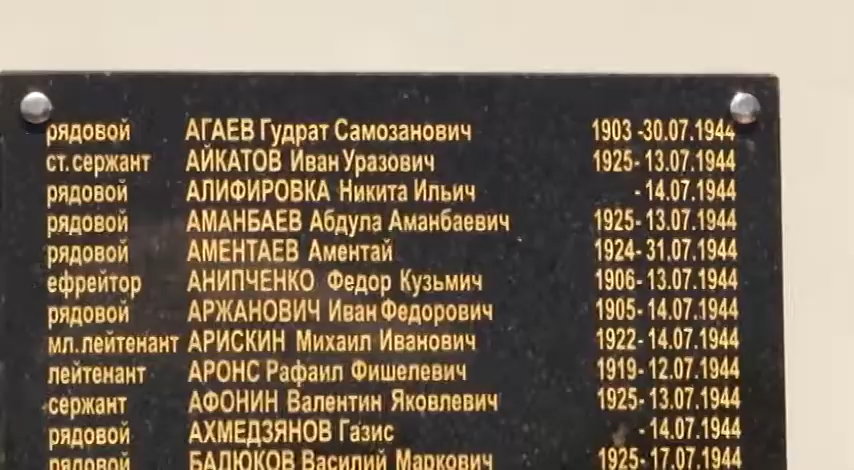 рядовой АГАЕВ Гудрат Самозанович 1903 -30.07.1944
ст.сержант АЙКАТОВ Иван Уразович 1925- 13.07.1944
рядовой АЛИФИРОВКА Никита Ильич - 14.07.1944
рядовой АМАНБАЕВ Абдула Аманбаевич 1925- 13.07.1944
рядовой АМЕНТАЕВ Аментай 1924- 31.07.1944
ефрейтор АНИПЧЕНКО Федор Кузьмич 1906- 13.07.1944
рядовой АРЖАНОВИЧ Иван Федорович 1905- 14.07.1944
мл.лейтенант АРИСКИН Михаил Иванович 1922- 14.07.1944
лейтенант АРОНС Рафаил Фишелевич 1919- 12.07.1944
сержант АФОНИН Валентин Яковлевич 1925- 13.07.1944
рядовой АХМЕДЗЯНОВ Газис - 14.07.1944
рядовой БАДЮКОВ Василий Маркович 1925- 17.07.1944